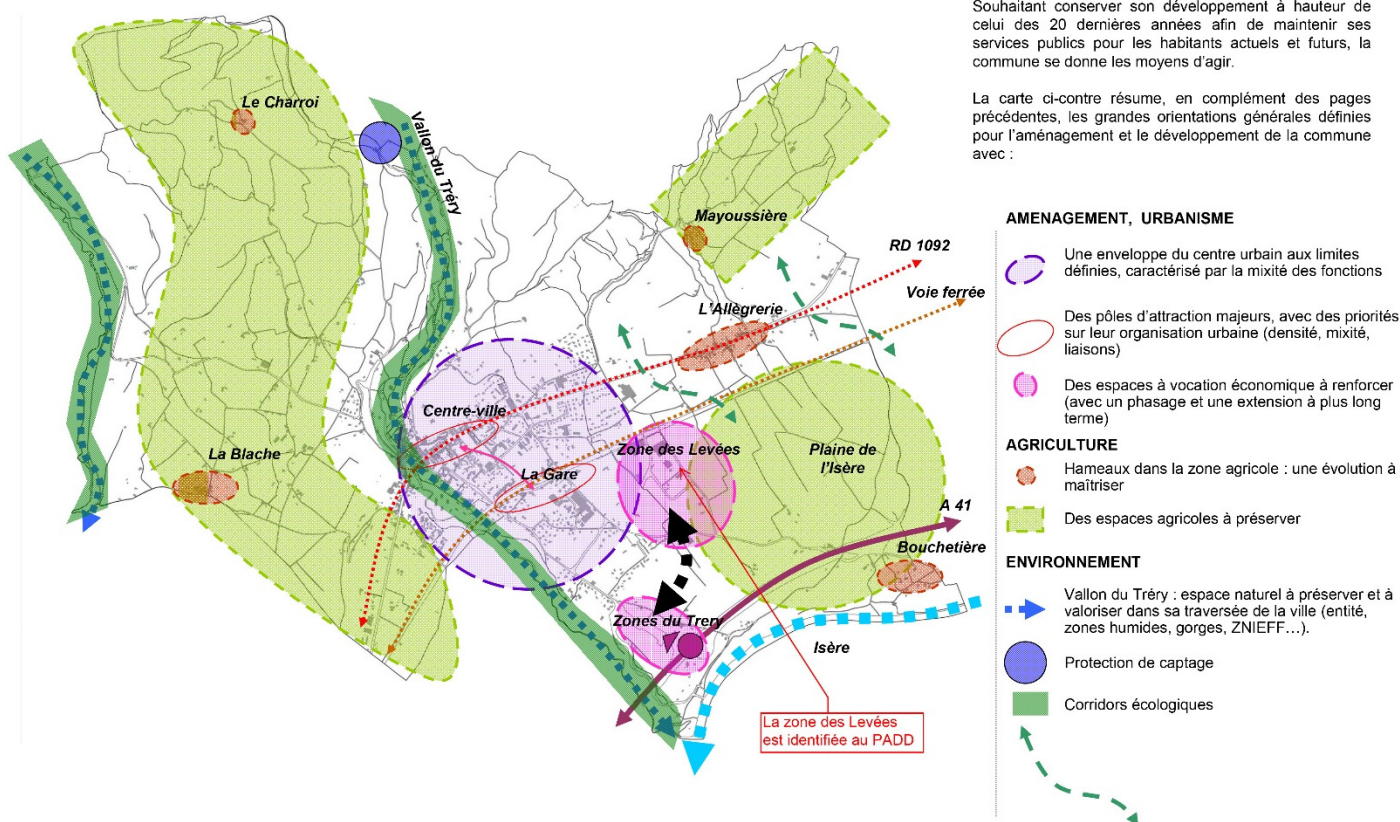 Souhaitant conserver son développement à hauteur de
celui des 20 dernières années afin de maintenir ses
services publics pour les habitants actuels et futurs, la
commune se donne les moyens d'agir.
La carte ci-contre résume, en complément des pages
précédentes, les grandes orientations générales définies
pour l'aménagement et le développement de la commune
avec :
Le Charroi
Vallon du Tréry
Mayoussière
RD 1092
Voie ferrée
L'Allègrerie
Centre-ville
La Blache
La Gare
Zone des Levées
Plaine de
l'Isère
A 41
Bouchetière
Zones du Trery
Isère
La zone des Levées
est identifiée au PADD
AMENAGEMENT, URBANISME
Une enveloppe du centre urbain aux limites
définies, caractérisé par la mixité des fonctions
Des pôles d'attraction majeurs, avec des priorités
sur leur organisation urbaine (densité, mixité,
liaisons)
Des espaces à vocation économique à renforcer
(avec un phasage et une extension à plus long
terme)
AGRICULTURE
Hameaux dans la zone agricole : une évolution à
maîtriser
Des espaces agricoles à préserver
ENVIRONNEMENT
Vallon du Tréry : espace naturel à préserver et à
valoriser dans sa traversée de la ville (entité,
zones humides, gorges, ZNIEFF...).
Protection de captage
Corridors écologiques